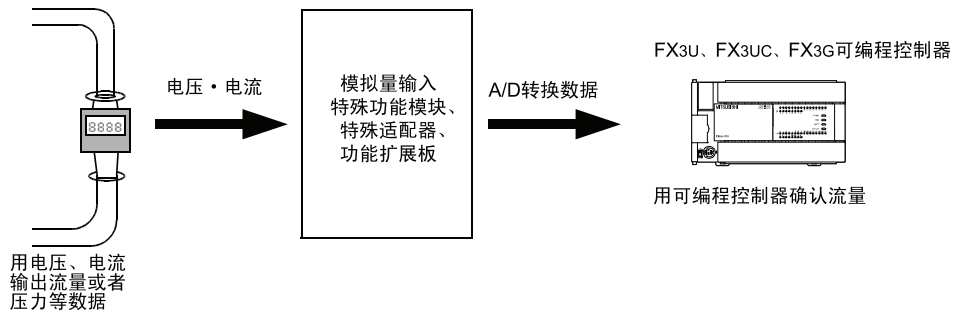 8888
用电压、电流
输出流量或者
压力等数据
电压·电流
模拟量输入
特殊功能模块、
特殊适配器、
功能扩展板
A/D转换数据
FX3U、FX3UC、FX3G可编程控制器
MITSUBISHI
用可编程控制器确认流量